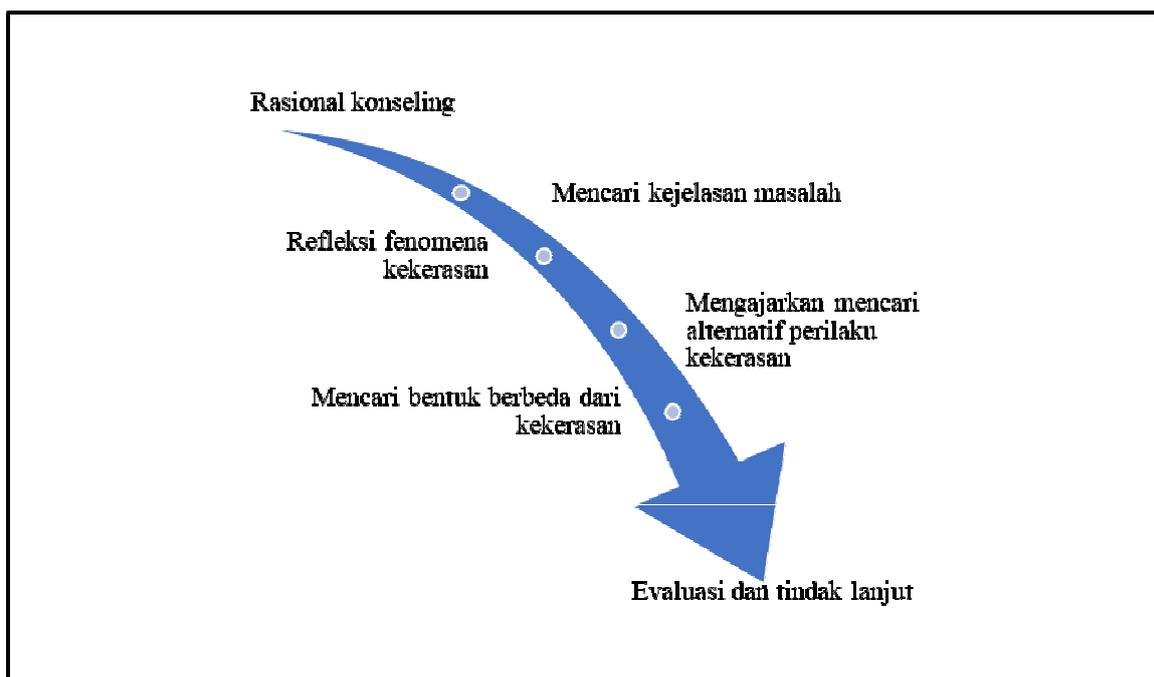 Rasional konseling
Mencari kejelasan masalah
Refleksi fenomena
kekerasan
Mengajarkan mencari
alternatif perilaku
kekerasan
Mencari bentuk berbeda dari
kekerasan
Evaluasi dan tindak lanjut